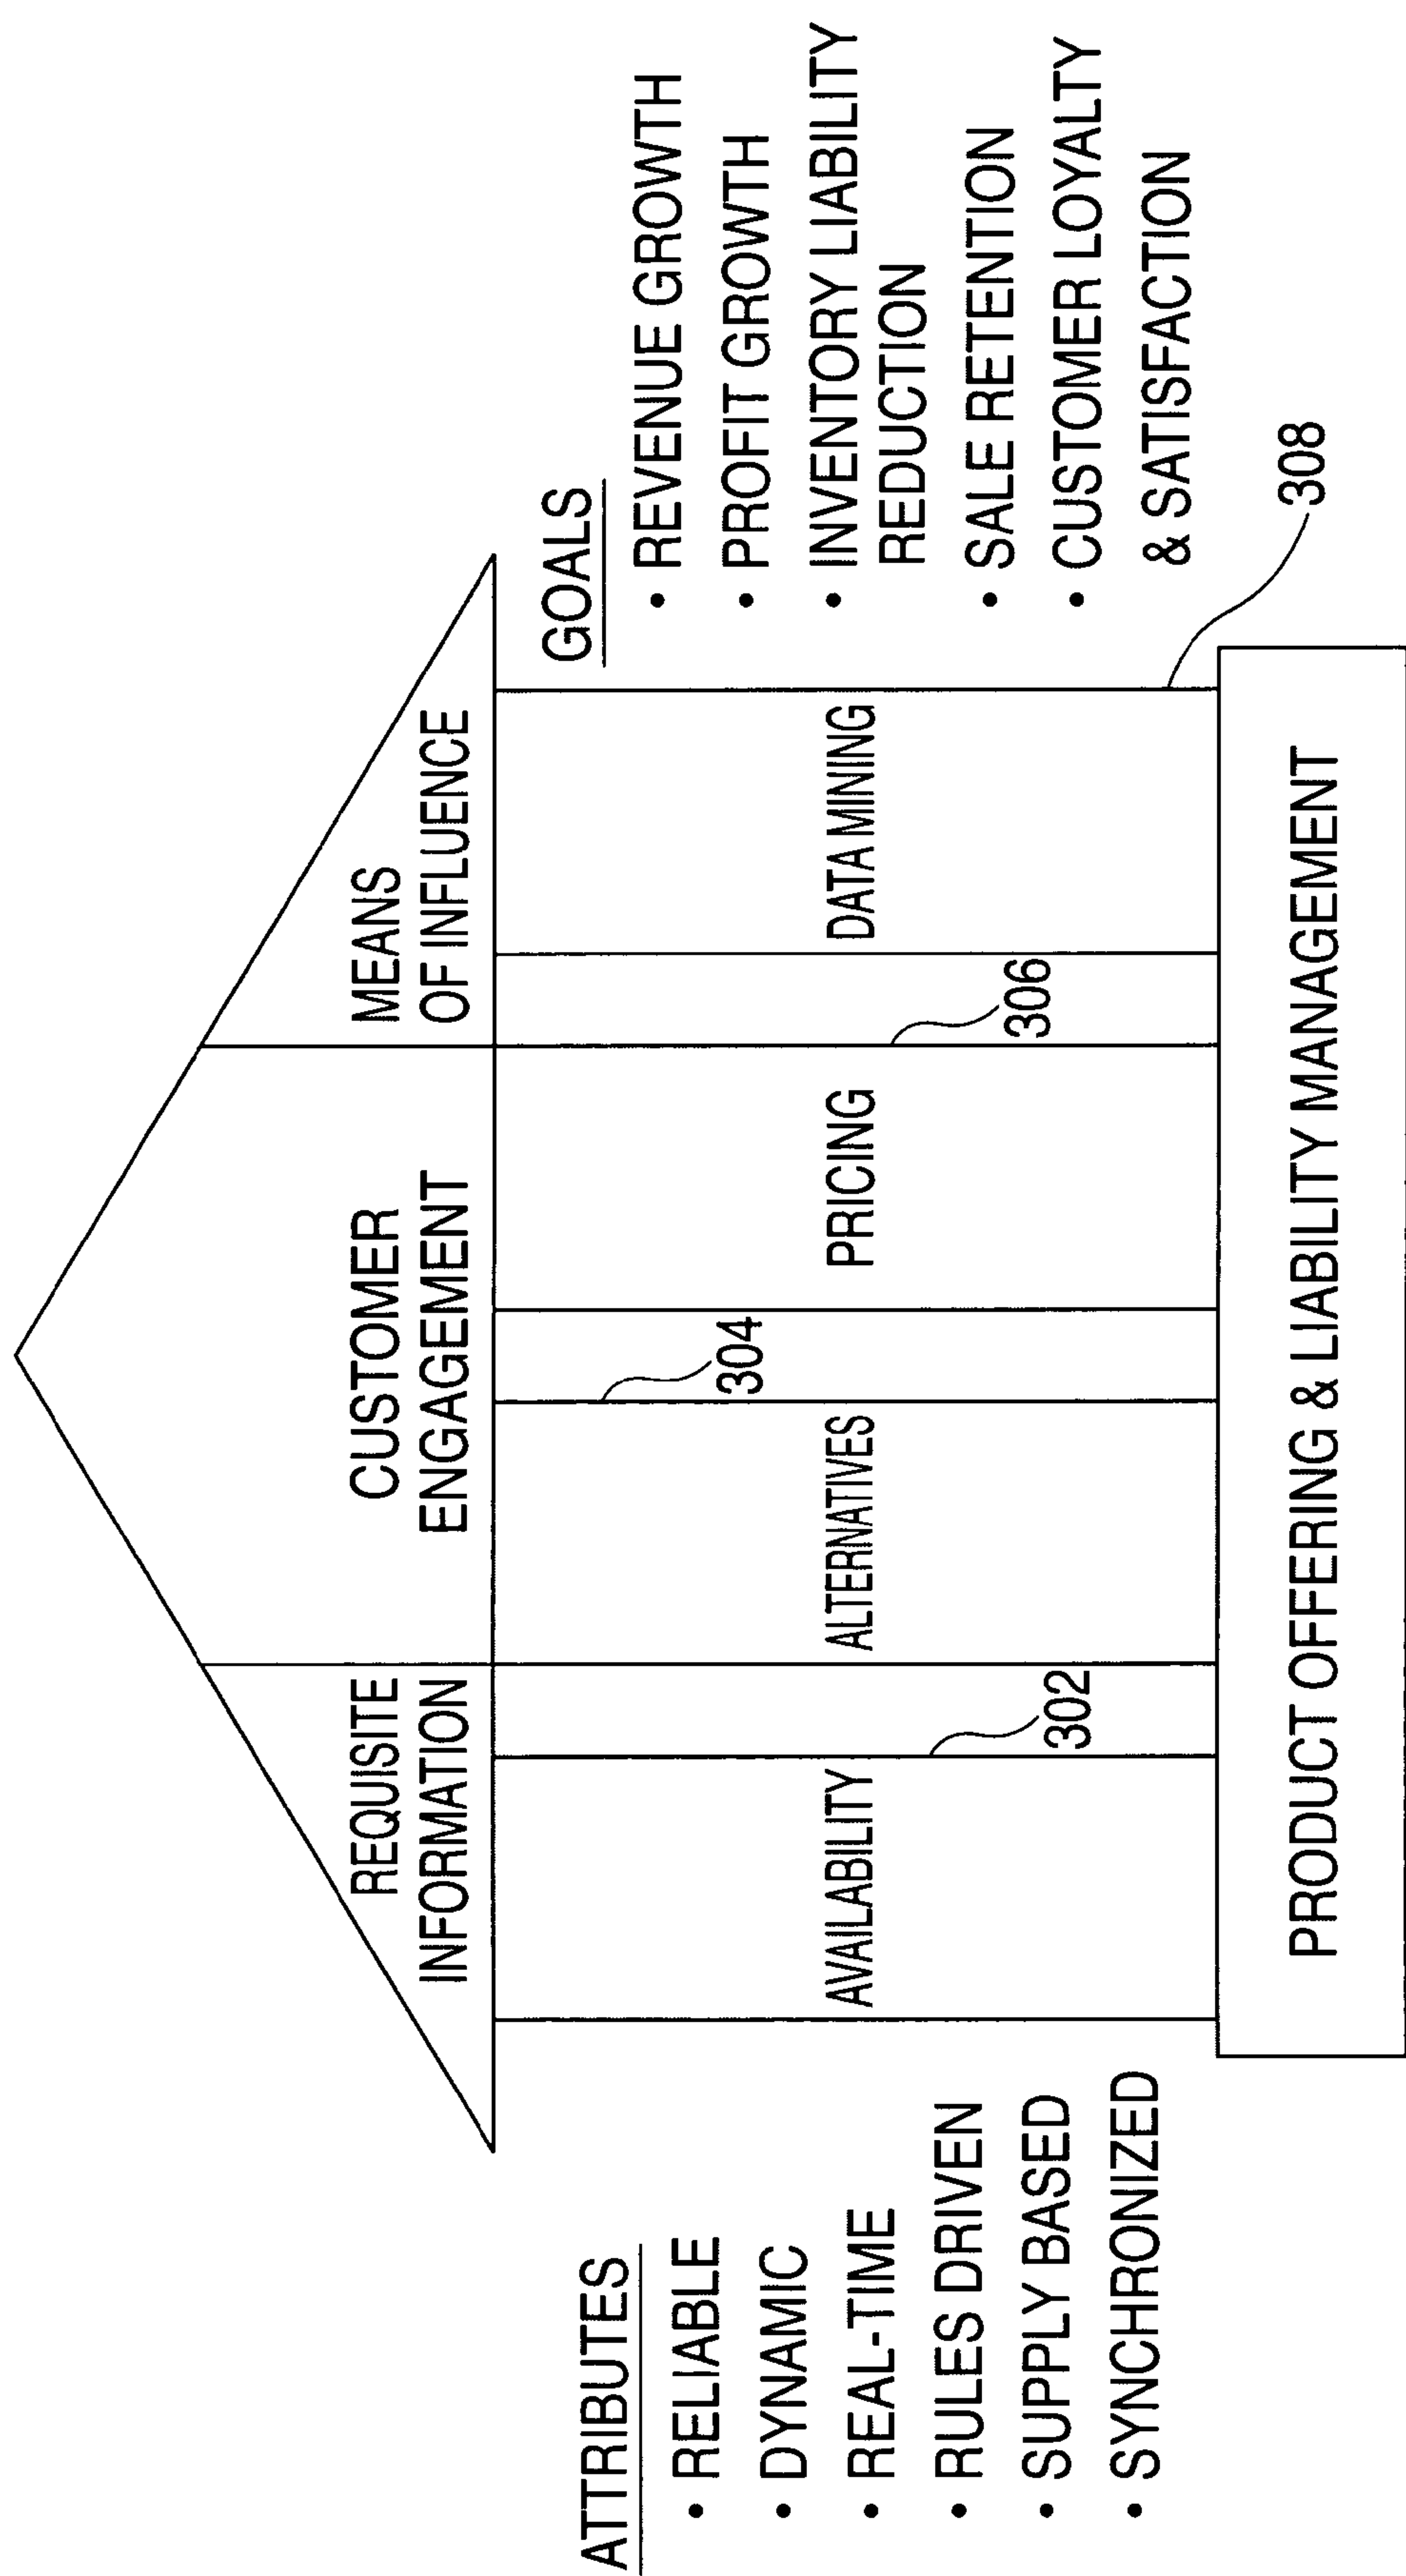 REQUISITE
INFORMATION
CUSTOMER
ENGAGEMENT
MEANS
OF INFLUENCE
ATTRIBUTES
• RELIABLE
• DYNAMIC
• REAL-TIME
• RULES DRIVEN
• SUPPLY BASED
• SYNCHRONIZED
AVAILABILITY
302
ALTERNATIVES
304
PRICING
306
DATA MINING
308
GOALS
• REVENUE GROWTH
• PROFIT GROWTH
• INVENTORY LIABILITY
REDUCTION
• SALE RETENTION
• CUSTOMER LOYALTY
& SATISFACTION
PRODUCT OFFERING & LIABILITY MANAGEMENT